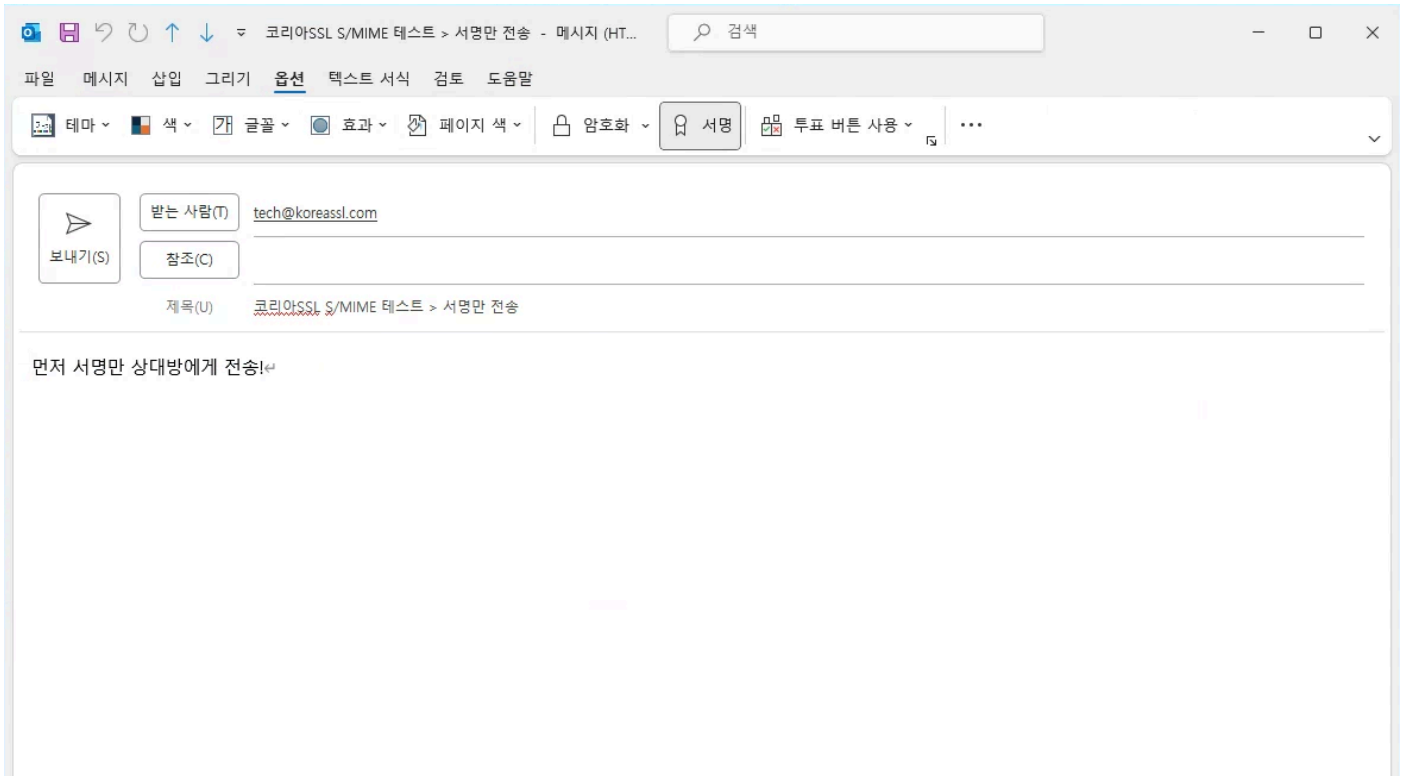 코리아SSL S/MIME 테스트 > 서명만 전송 - 메시지 (HT... 검색
파일 메시지 삽입 그리기 옵션 텍스트 서식 검토 도움말
테마 색 가 글꼴 효과 페이지 색 암호화 서명 투표 버튼 사용 ...
보내기(S)
받는 사람(T) tech@koreassl.com
참조(C)
제목(U) 코리아SSL S/MIME 테스트 > 서명만 전송
먼저 서명만 상대방에게 전송!↵